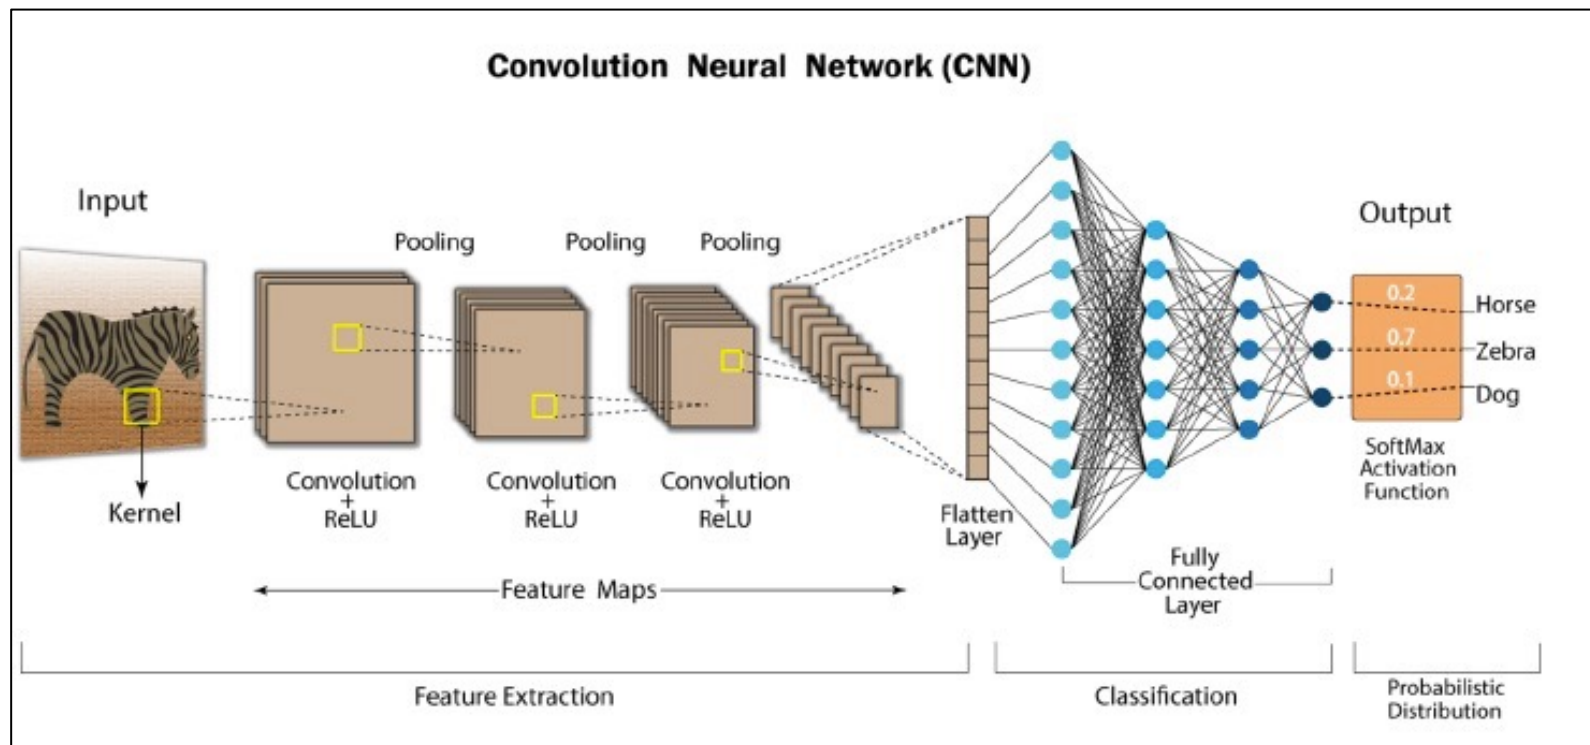 Convolution Neural Network (CNN)
Input
Output
Pooling
Pooling
Pooling
0.2
Horse
0.7
Zebra
0.1
Dog
Kernel
Convolution
+
ReLU
Convolution
+
ReLU
Convolution
+
ReLU
Flatten
Layer
SoftMax
Activation
Function
Feature Maps
Fully
Connected
Layer
Feature Extraction
Classification
Probabilistic
Distribution